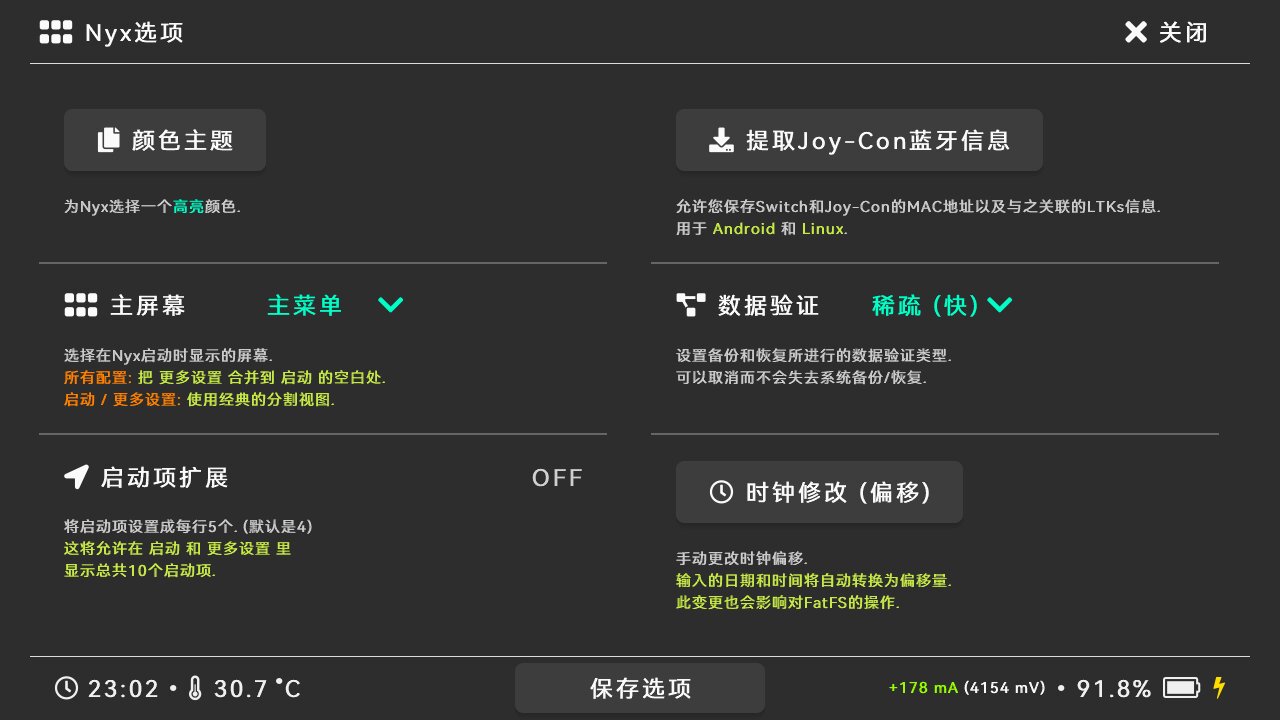 Nyx选项
关闭
颜色主题
为Nyx选择一个高亮颜色.
提取Joy-Con蓝牙信息
允许您保存Switch和Joy-Con的MAC地址以及与之关联的LTKs信息.
用于 Android 和 Linux.
主屏幕 主菜单
选择在Nyx启动时显示的屏幕.
所有配置: 把 更多设置 合并到 启动 的空白处.
启动 / 更多设置: 使用经典的分割视图.
数据验证 稀疏 (快)
设置备份和恢复所进行的数据验证类型.
可以取消而不会失去系统备份/恢复.
启动项扩展 OFF
将启动项设置成每行5个. (默认是4)
这将允许在 启动 和 更多设置 里
显示总共10个启动项.
时钟修改 (偏移)
手动更改时钟偏移.
输入的日期和时间将自动转换为偏移量.
此变更也会影响对FatFS的操作.
23:02 • 30.7 °C
保存选项
+178 mA (4154 mV) • 91.8%